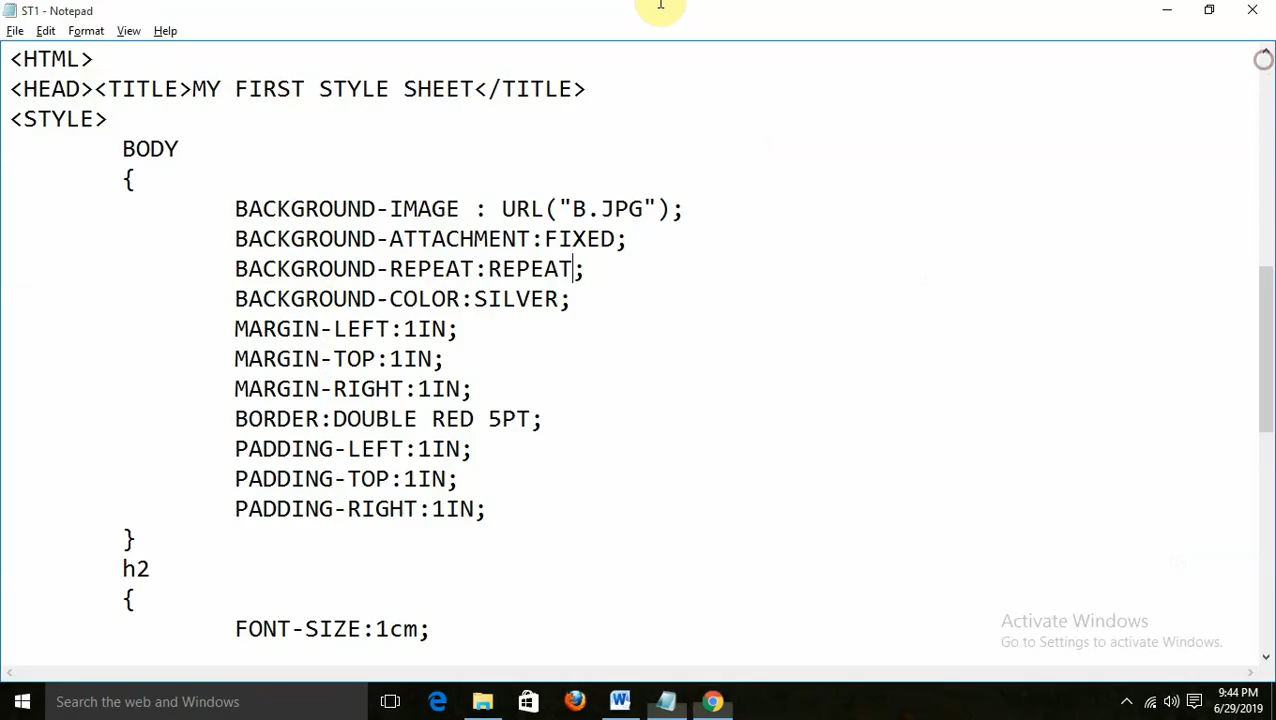 ST1 - Notepad
File Edit Format View Help
<HTML>
<HEAD><TITLE>MY FIRST STYLE SHEET</TITLE>
<STYLE>
BODY
{
BACKGROUND-IMAGE : URL("B.JPG");
BACKGROUND-ATTACHMENT:FIXED;
BACKGROUND-REPEAT:REPEAT;
BACKGROUND-COLOR:SILVER;
MARGIN-LEFT:1IN;
MARGIN-TOP:1IN;
MARGIN-RIGHT:1IN;
BORDER:DOUBLE RED 5PT;
PADDING-LEFT:1IN;
PADDING-TOP:1IN;
PADDING-RIGHT:1IN;
}
h2
{
FONT-SIZE:1cm;
Activate Windows
Go to Settings to activate Windows.
Search the web and Windows
9:44 PM
6/29/2019